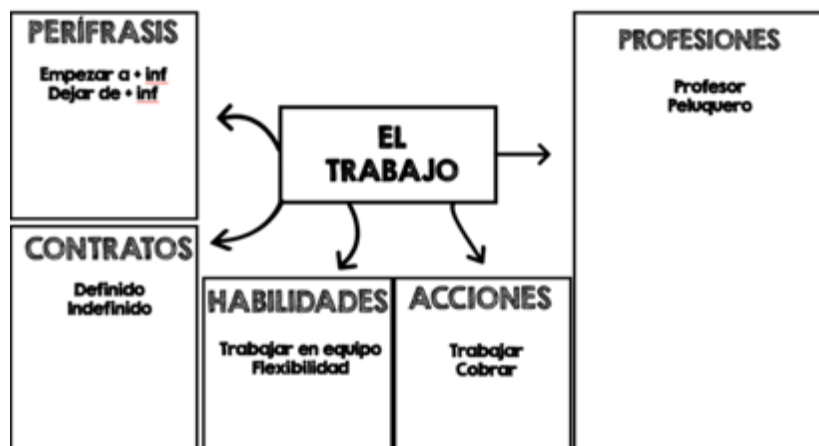 PERÍFRASIS
Empezar a + inf
Dejar de + inf
EL
TRABAJO
PROFESIONES
Profesor
Peluquero
CONTRATOS
Definido
Indefinido
HABILIDADES
Trabajar en equipo
Flexibilidad
ACCIONES
Trabajar
Cobrar